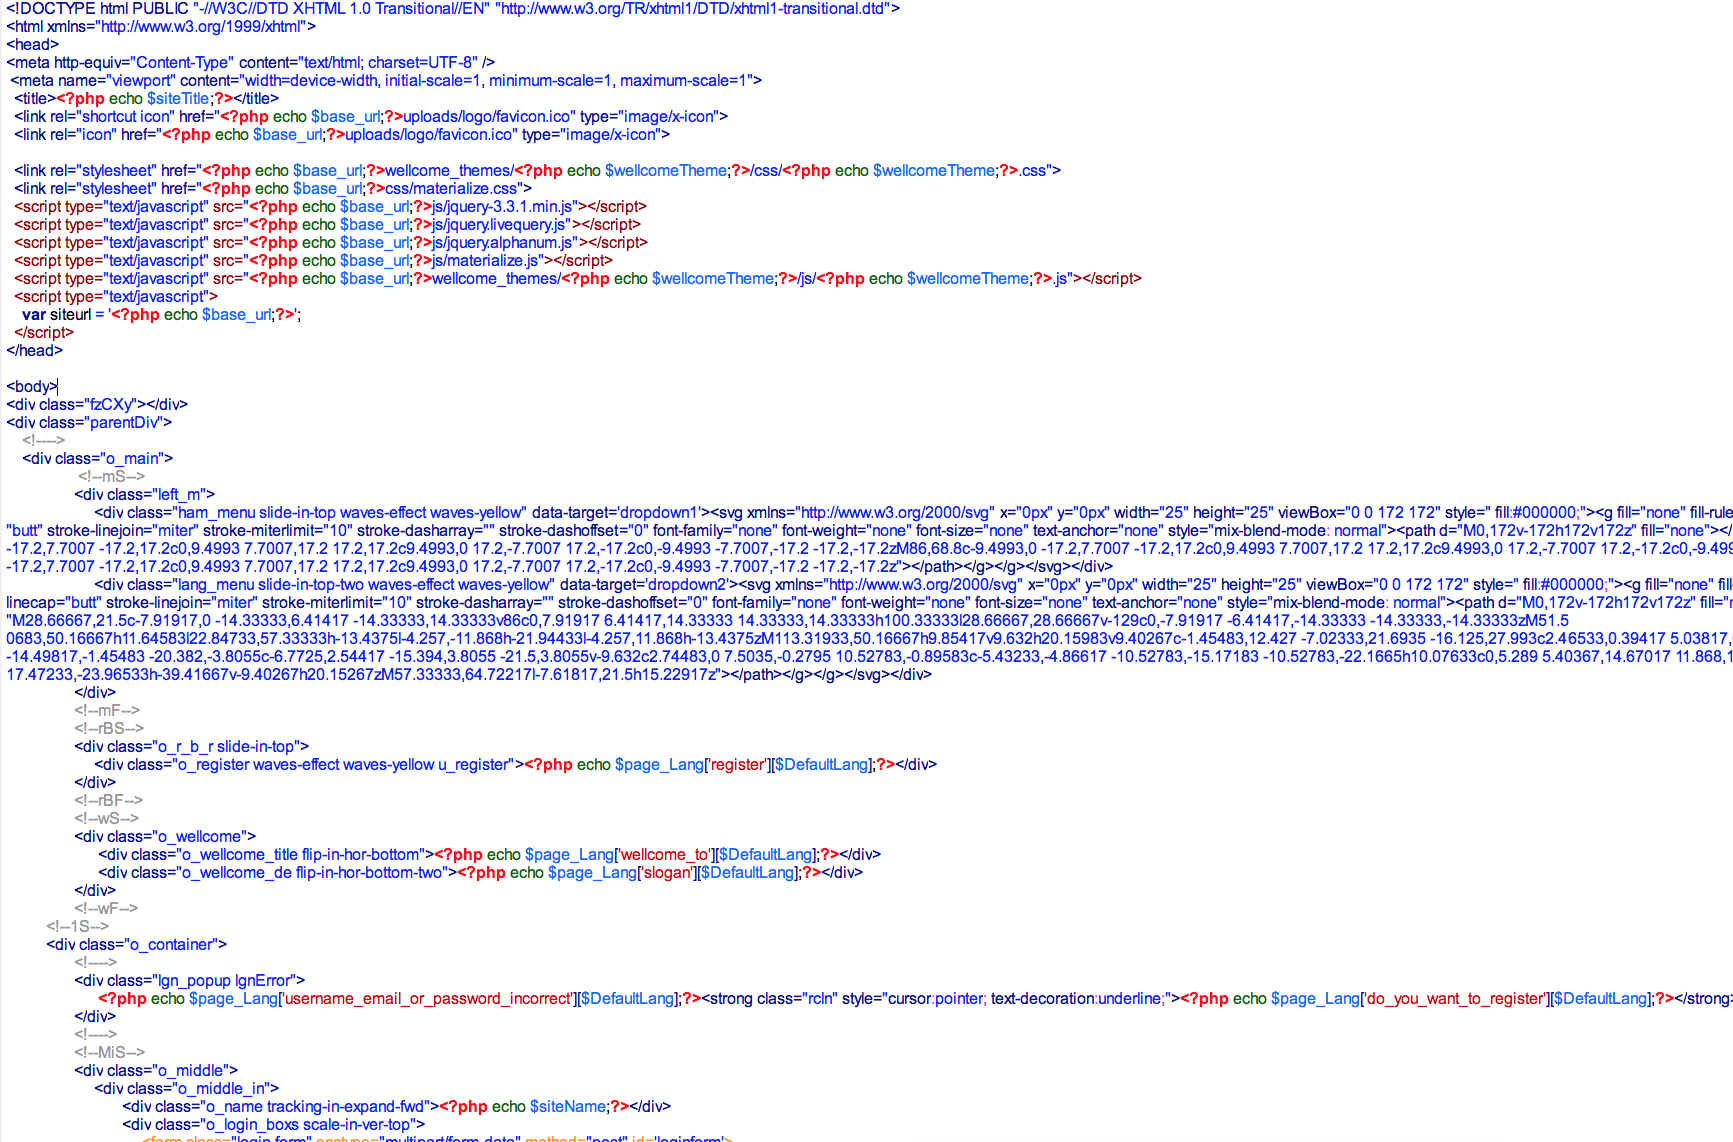 <!DOCTYPE html PUBLIC "-//W3C//DTD XHTML 1.0 Transitional//EN" "http://www.w3.org/TR/xhtml1/DTD/xhtml1-transitional.dtd">
<html xmlns="http://www.w3.org/1999/xhtml">
<head>
<meta http-equiv="Content-Type" content="text/html; charset=UTF-8" />
<meta name="viewport" content="width=device-width, initial-scale=1, minimum-scale=1, maximum-scale=1">
<title><?php echo $siteTitle;?></title>
<link rel="shortcut icon" href="<?php echo $base_url;?>uploads/logo/favicon.ico" type="image/x-icon">
<link rel="icon" href="<?php echo $base_url;?>uploads/logo/favicon.ico" type="image/x-icon">
<link rel="stylesheet" href="<?php echo $base_url;?>wellcome_themes/<?php echo $wellcomeTheme;?>/css/<?php echo $wellcomeTheme;?>.css">
<link rel="stylesheet" href="<?php echo $base_url;?>css/materialize.css">
<script type="text/javascript" src="<?php echo $base_url;?>js/jquery-3.3.1.min.js"></script>
<script type="text/javascript" src="<?php echo $base_url;?>js/jquery.livequery.js"></script>
<script type="text/javascript" src="<?php echo $base_url;?>js/jquery.alphanum.js"></script>
<script type="text/javascript" src="<?php echo $base_url;?>js/materialize.js"></script>
<script type="text/javascript" src="<?php echo $base_url;?>wellcome_themes/<?php echo $wellcomeTheme;?>/js/<?php echo $wellcomeTheme;?>.js"></script>
<script type="text/javascript">
var siteurl = '<?php echo $base_url;?>';
</script>
</head>
<body>
<div class="fzCXy"></div>
<div class="parentDiv">
<!---->
<div class="o_main">
<!--mS-->
<div class="left_m">
<div class="ham_menu slide-in-top waves-effect waves-yellow" data-target='dropdown1'><svg xmlns="http://www.w3.org/2000/svg" x="0px" y="0px" width="25" height="25" viewBox="0 0 172 172" style=" fill:#000000;"><g fill="none" fill-rule
"butt" stroke-linejoin="miter" stroke-miterlimit="10" stroke-dasharray="" stroke-dashoffset="0" font-family="none" font-weight="none" font-size="none" text-anchor="none" style="mix-blend-mode: normal"><path d="M0,172v-172h172v172z" fill="none"></
-17.2,7.7007 -17.2,17.2c0,9.4993 7.7007,17.2 17.2,17.2c9.4993,0 17.2,-7.7007 17.2,-17.2c0,-9.4993 -7.7007,-17.2 -17.2,-17.2zM86,68.8c-9.4993,0 -17.2,7.7007 -17.2,17.2c0,9.4993 7.7007,17.2 17.2,17.2c9.4993,0 17.2,-7.7007 17.2,-17.2c0,-9.499
-17.2,7.7007 -17.2,17.2c0,9.4993 7.7007,17.2 17.2,17.2c9.4993,0 17.2,-7.7007 17.2,-17.2c0,-9.4993 -7.7007,-17.2 -17.2,-17.2z"></path></g></g></svg></div>
<div class="lang_menu slide-in-top-two waves-effect waves-yellow" data-target='dropdown2'><svg xmlns="http://www.w3.org/2000/svg" x="0px" y="0px" width="25" height="25" viewBox="0 0 172 172" style=" fill:#000000;"><g fill="none" fil
linecap="butt" stroke-linejoin="miter" stroke-miterlimit="10" stroke-dasharray="" stroke-dashoffset="0" font-family="none" font-weight="none" font-size="none" text-anchor="none" style="mix-blend-mode: normal"><path d="M0,172v-172h172v172z" fill="
"M28.66667,21.5c-7.91917,0 -14.33333,6.41417 -14.33333,14.33333v86c0,7.91917 6.41417,14.33333 14.33333,14.33333h100.33333l28.66667,28.66667v-129c0,-7.91917 -6.41417,-14.33333 -14.33333,-14.33333zM51.5
0683,50.16667h11.64583l22.84733,57.33333h-13.4375l-4.257,-11.868h-21.94433l-4.257,11.868h-13.4375zM113.31933,50.16667h9.85417v9.632h20.15983v9.40267c-1.45483,12.427 -7.02333,21.6935 -16.125,27.993c2.46533,0.39417 5.03817,
-14.49817,-1.45483 -20.382,-3.8055c-6.7725,2.54417 -15.394,3.8055 -21.5,3.8055v-9.632c2.74483,0 7.5035,-0.2795 10.52783,-0.89583c-5.43233,-4.86617 -10.52783,-15.17183 -10.52783,-22.1665h10.07633c0,5.289 5.40367,14.67017 11.868,1
17.47233,-23.96533h-39.41667v-9.40267h20.15267zM57.33333,64.72217l-7.61817,21.5h15.22917z"></path></g></g></svg></div>
</div>
<!--mF-->
<!--rBS-->
<div class="o_r_b_r slide-in-top">
<div class="o_register waves-effect waves-yellow u_register"><?php echo $page_Lang['register'][$DefaultLang];?></div>
</div>
<!--rBF-->
<!--wS-->
<div class="o_wellcome">
<div class="o_wellcome_title flip-in-hor-bottom"><?php echo $page_Lang['wellcome_to'][$DefaultLang];?></div>
<div class="o_wellcome_de flip-in-hor-bottom-two"><?php echo $page_Lang['slogan'][$DefaultLang];?></div>
</div>
<!--wF-->
<!--1S-->
<div class="o_container">
<!---->
<div class="lgn_popup lgnError">
<?php echo $page_Lang['username_email_or_password_incorrect'][$DefaultLang];?><strong class="rcln" style="cursor:pointer; text-decoration:underline;"><?php echo $page_Lang['do_you_want_to_register'][$DefaultLang];?></strong>
</div>
<!---->
<!--MiS-->
<div class="o_middle">
<div class="o_middle_in">
<div class="o_name tracking-in-expand-fwd"><?php echo $siteName;?></div>
<div class="o_login_boxs scale-in-ver-top">
<form class="login-form" enctype="multipart/form-data" method="post" id='loginform'>